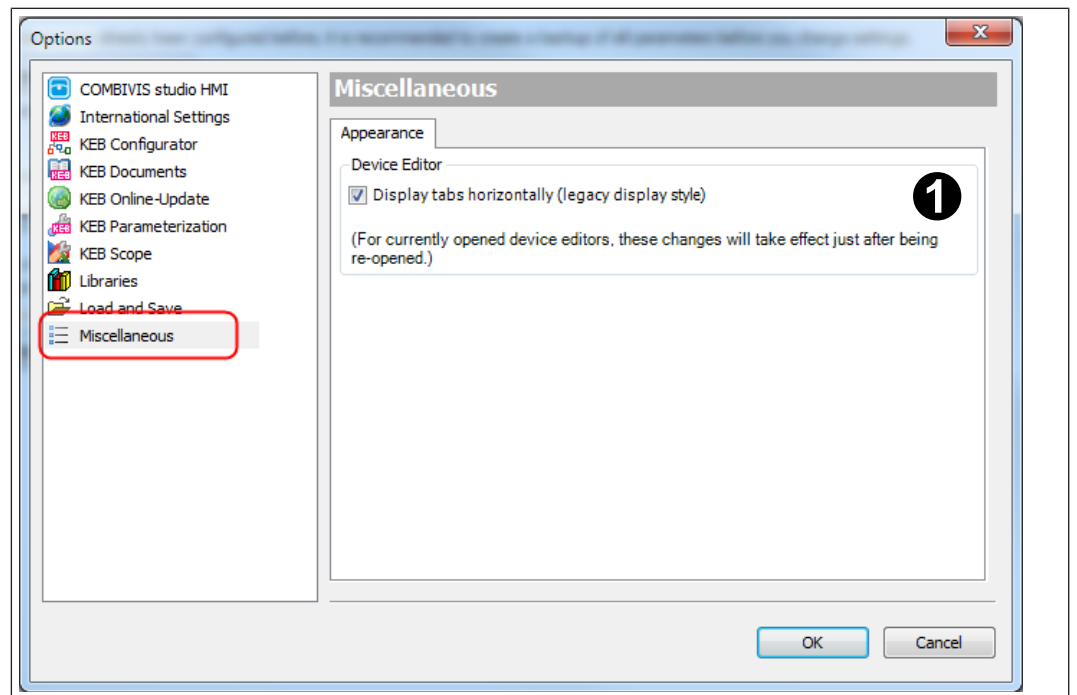 Options
COMBIVIS studio HMI
International Settings
KEB Configurator
KEB Documents
KEB Online-Update
KEB Parameterization
KEB Scope
Libraries
Load and Save
Miscellaneous
Miscellaneous
Appearance
Device Editor
Display tabs horizontally (legacy display style)
1
(For currently opened device editors, these changes will take effect just after being
re-opened.)
OK
Cancel